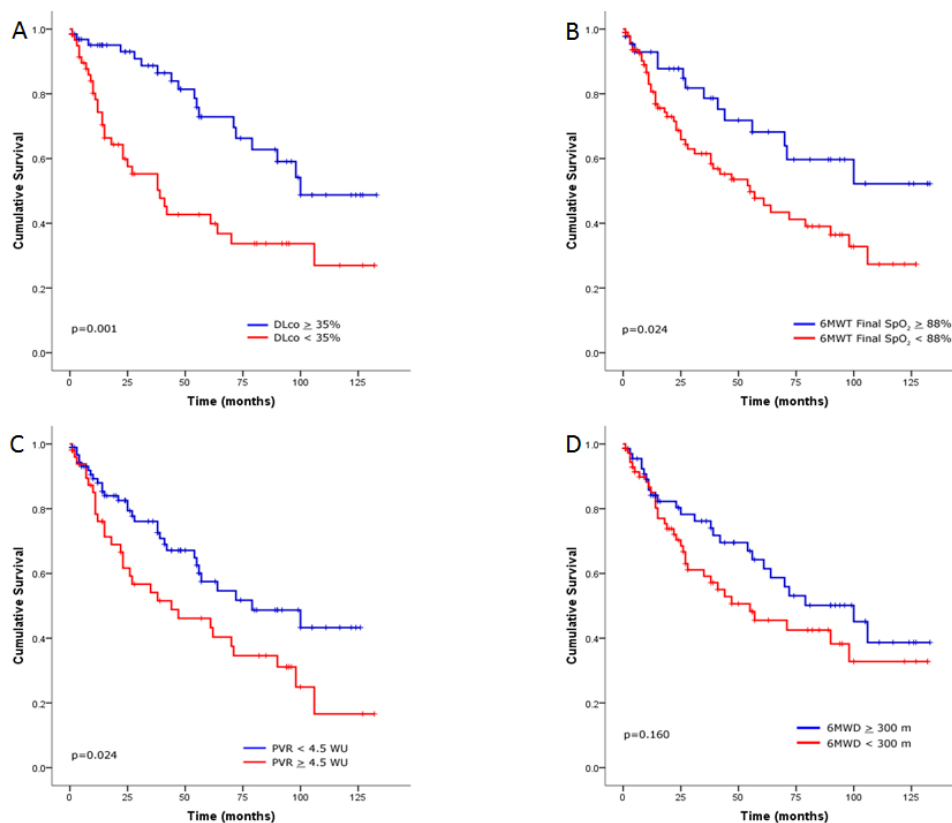 A
1.0
0.8
0.6
0.4
0.2
0.0
Cumulative Survival
p=0.001
DLco ≥ 35%
DLco < 35%
0 25 50 75 100 125
Time (months)
B
1.0
0.8
0.6
0.4
0.2
0.0
Cumulative Survival
p=0.024
6MWT Final SpO₂ ≥ 88%
6MWT Final SpO₂ < 88%
0 25 50 75 100 125
Time (months)
C
1.0
0.8
0.6
0.4
0.2
0.0
Cumulative Survival
p=0.024
PVR < 4.5 WU
PVR ≥ 4.5 WU
0 25 50 75 100 125
Time (months)
D
1.0
0.8
0.6
0.4
0.2
0.0
Cumulative Survival
p=0.160
6MWD ≥ 300 m
6MWD < 300 m
0 25 50 75 100 125
Time (months)